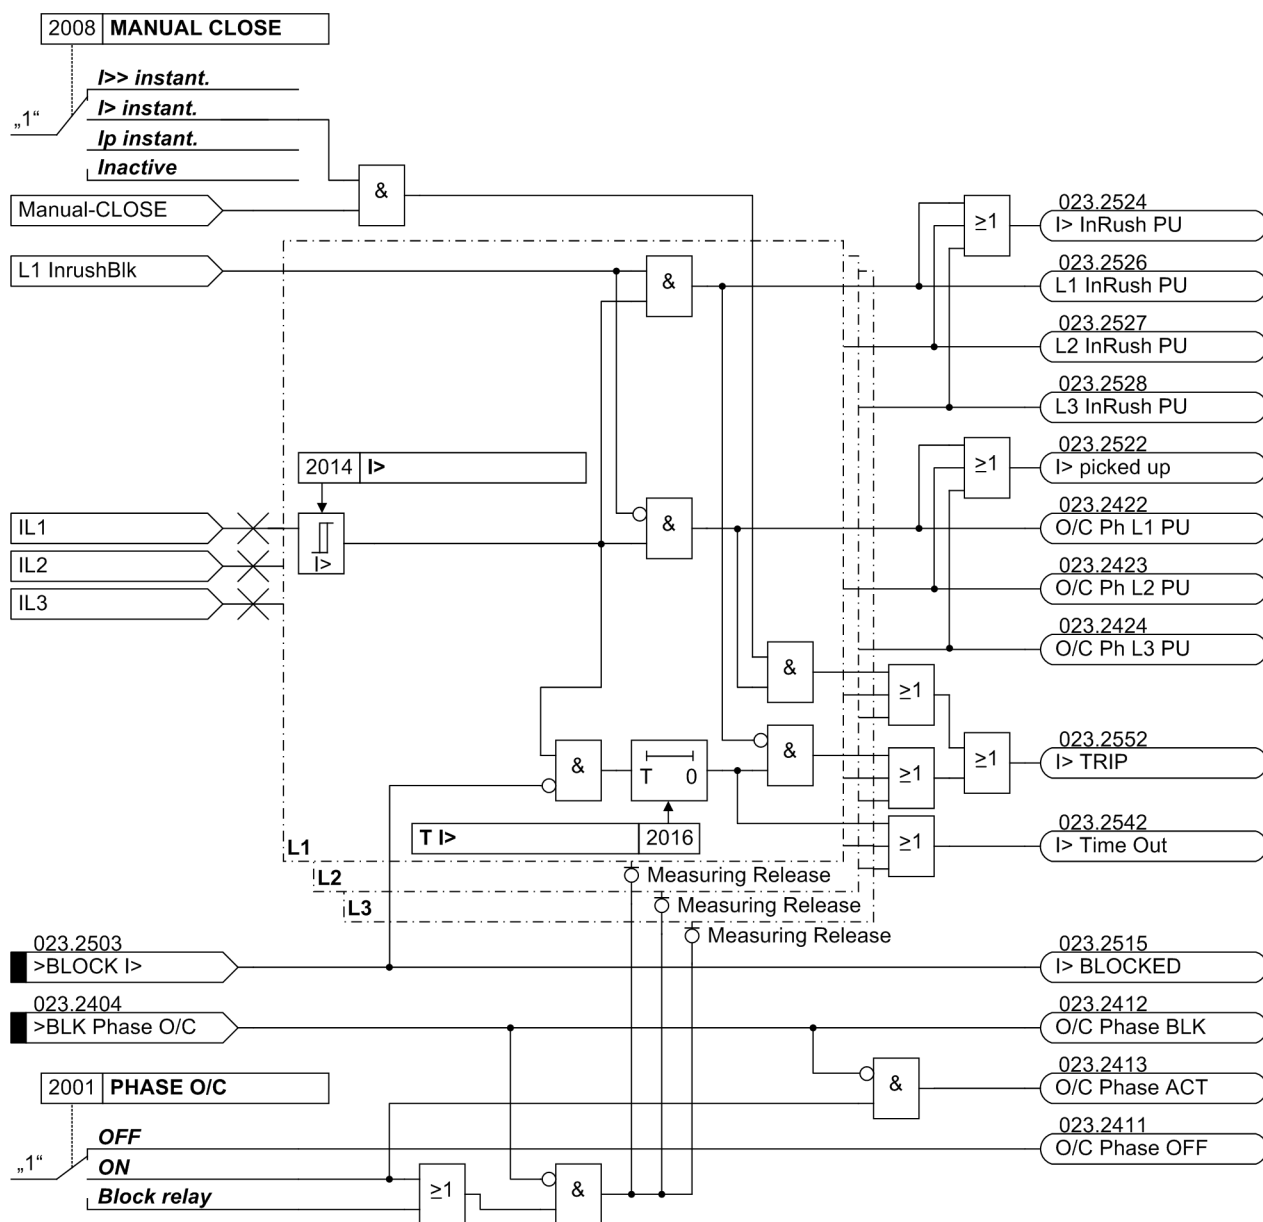 2008 MANUAL CLOSE
I>> instant.
I> instant.
„1“
Ip instant.
Inactive
&
Manual-CLOSE
023.2524
≥1
I> InRush PU
L1 InrushBlk
&
023.2526
L1 InRush PU
023.2527
L2 InRush PU
023.2528
L3 InRush PU
2014 I>
023.2522
≥1
I> picked up
IL1
I>
&
023.2422
O/C Ph L1 PU
IL2
023.2423
O/C Ph L2 PU
IL3
023.2424
O/C Ph L3 PU
&
≥1
&
T 0
&
≥1
≥1
023.2552
I> TRIP
T I> 2016
≥1
023.2542
I> Time Out
L1
Measuring Release
L2
Measuring Release
L3
Measuring Release
023.2503
>BLOCK I>
023.2515
I> BLOCKED
023.2404
>BLK Phase O/C
023.2412
O/C Phase BLK
2001 PHASE O/C
&
023.2413
O/C Phase ACT
OFF
023.2411
O/C Phase OFF
„1“
ON
Block relay
≥1
&